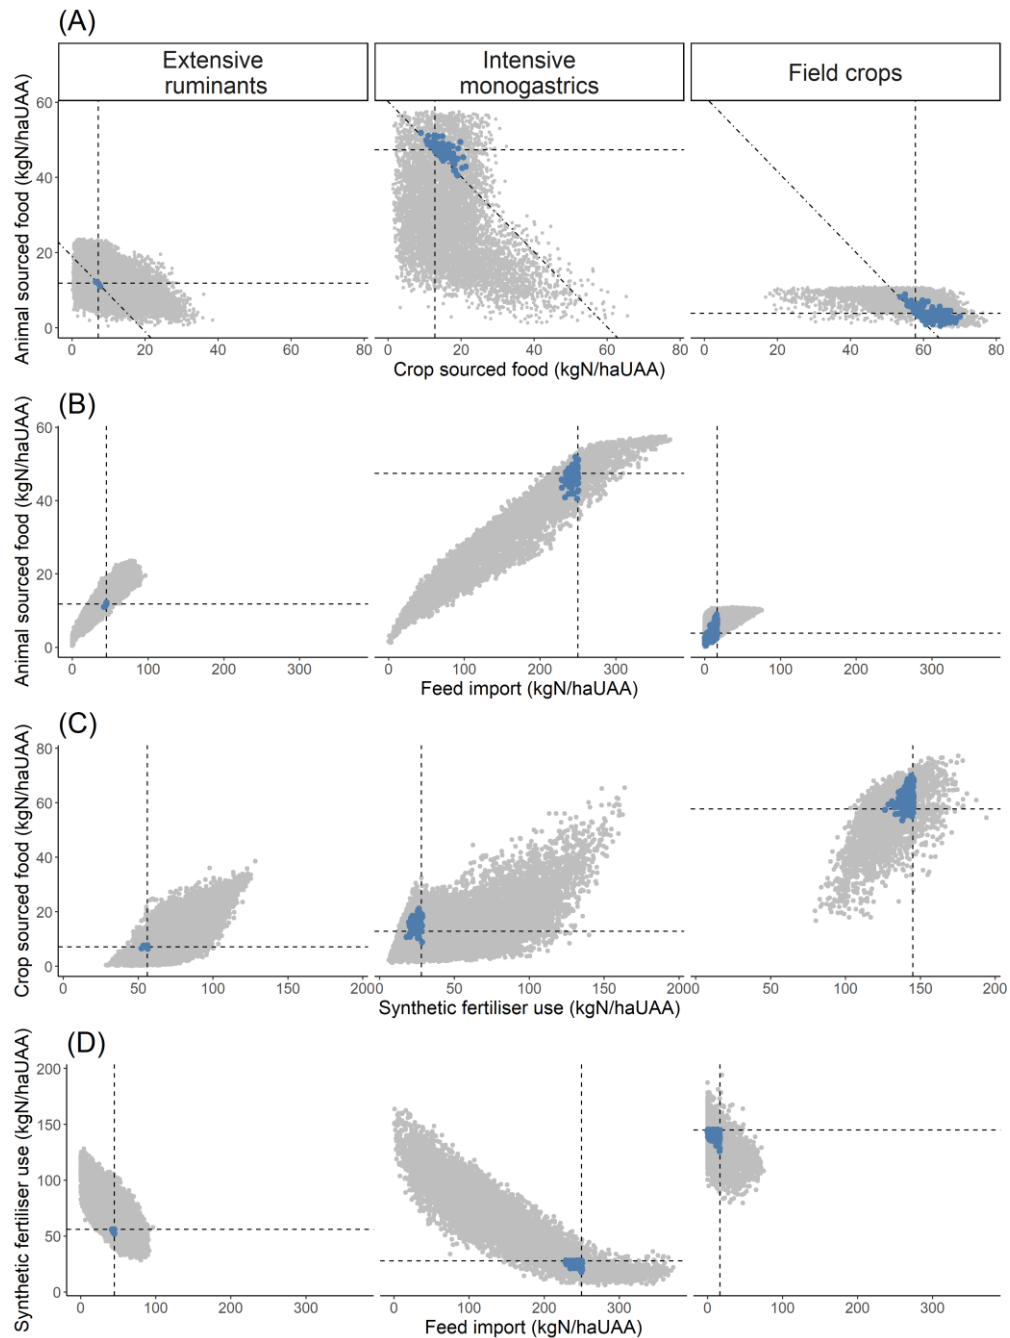 (A)
Extensive
ruminants
Intensive
monogastrics
Field crops
Animal sourced food (kgN/haUAA)
60
40
20
0
0 20 40 60 80 0 20 40 60 80 0 20 40 60 80
Crop sourced food (kgN/haUAA)
(B)
Animal sourced food (kgN/haUAA)
60
40
20
0
0 100 200 300 0 100 200 300 0 100 200 300
Feed import (kgN/haUAA)
(C)
Crop sourced food (kgN/haUAA)
80
60
40
20
0
0 50 100 150 200 0 50 100 150 200 0 50 100 150 200
Synthetic fertiliser use (kgN/haUAA)
(D)
Synthetic fertiliser use (kgN/haUAA)
200
150
100
50
0
0 100 200 300 0 100 200 300 0 100 200 300
Feed import (kgN/haUAA)